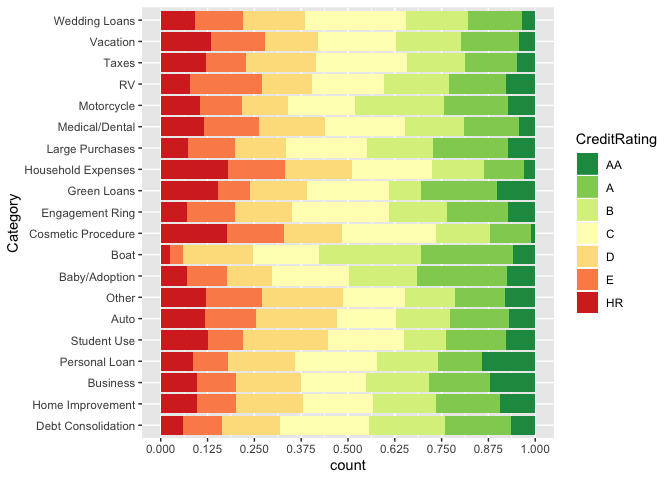 Wedding Loans
Vacation
Taxes
RV
Motorcycle
Medical/Dental
Large Purchases
Household Expenses
Green Loans
Engagement Ring
Cosmetic Procedure
Boat
Baby/Adoption
Other
Auto
Student Use
Personal Loan
Business
Home Improvement
Debt Consolidation
Category
0.000 0.125 0.250 0.375 0.500 0.625 0.750 0.875 1.000
count
CreditRating
AA
A
B
C
D
E
HR